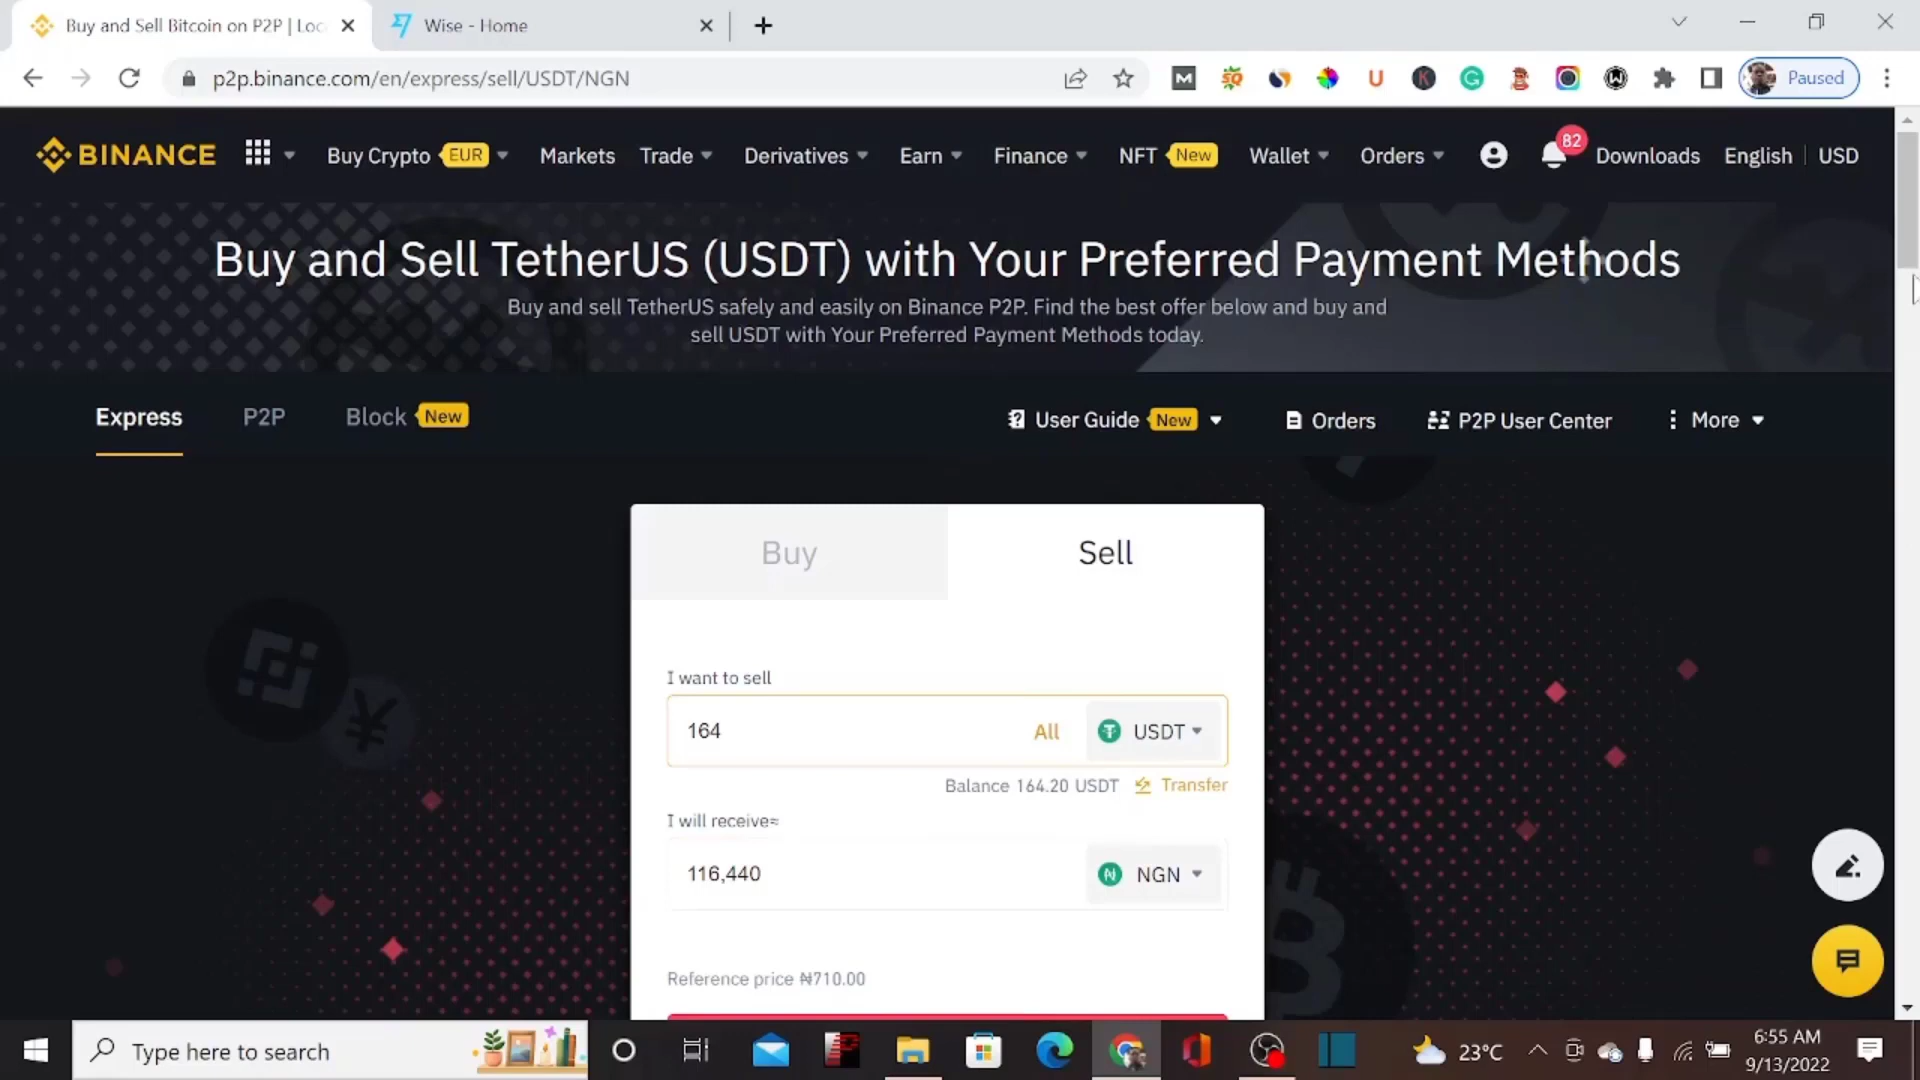 Buy and Sell Bitcoin on P2P | Loc
Wise - Home
p2p.binance.com/en/express/sell/USDT/NGN
Paused
BINANCE
Buy Crypto EUR
Markets
Trade
Derivatives
Earn
Finance
NFT New
Wallet
Orders
82
Downloads
English
USD
Buy and Sell TetherUS (USDT) with Your Preferred Payment Methods
Buy and sell TetherUS safely and easily on Binance P2P. Find the best offer below and buy and
sell USDT with Your Preferred Payment Methods today.
Express
P2P
Block New
User Guide New
Orders
P2P User Center
More
Buy
Sell
I want to sell
164
All
USDT
Balance 164.20 USDT
Transfer
I will receive≈
116,440
NGN
Reference price ₦710.00
Type here to search
23°C
6:55 AM
9/13/2022